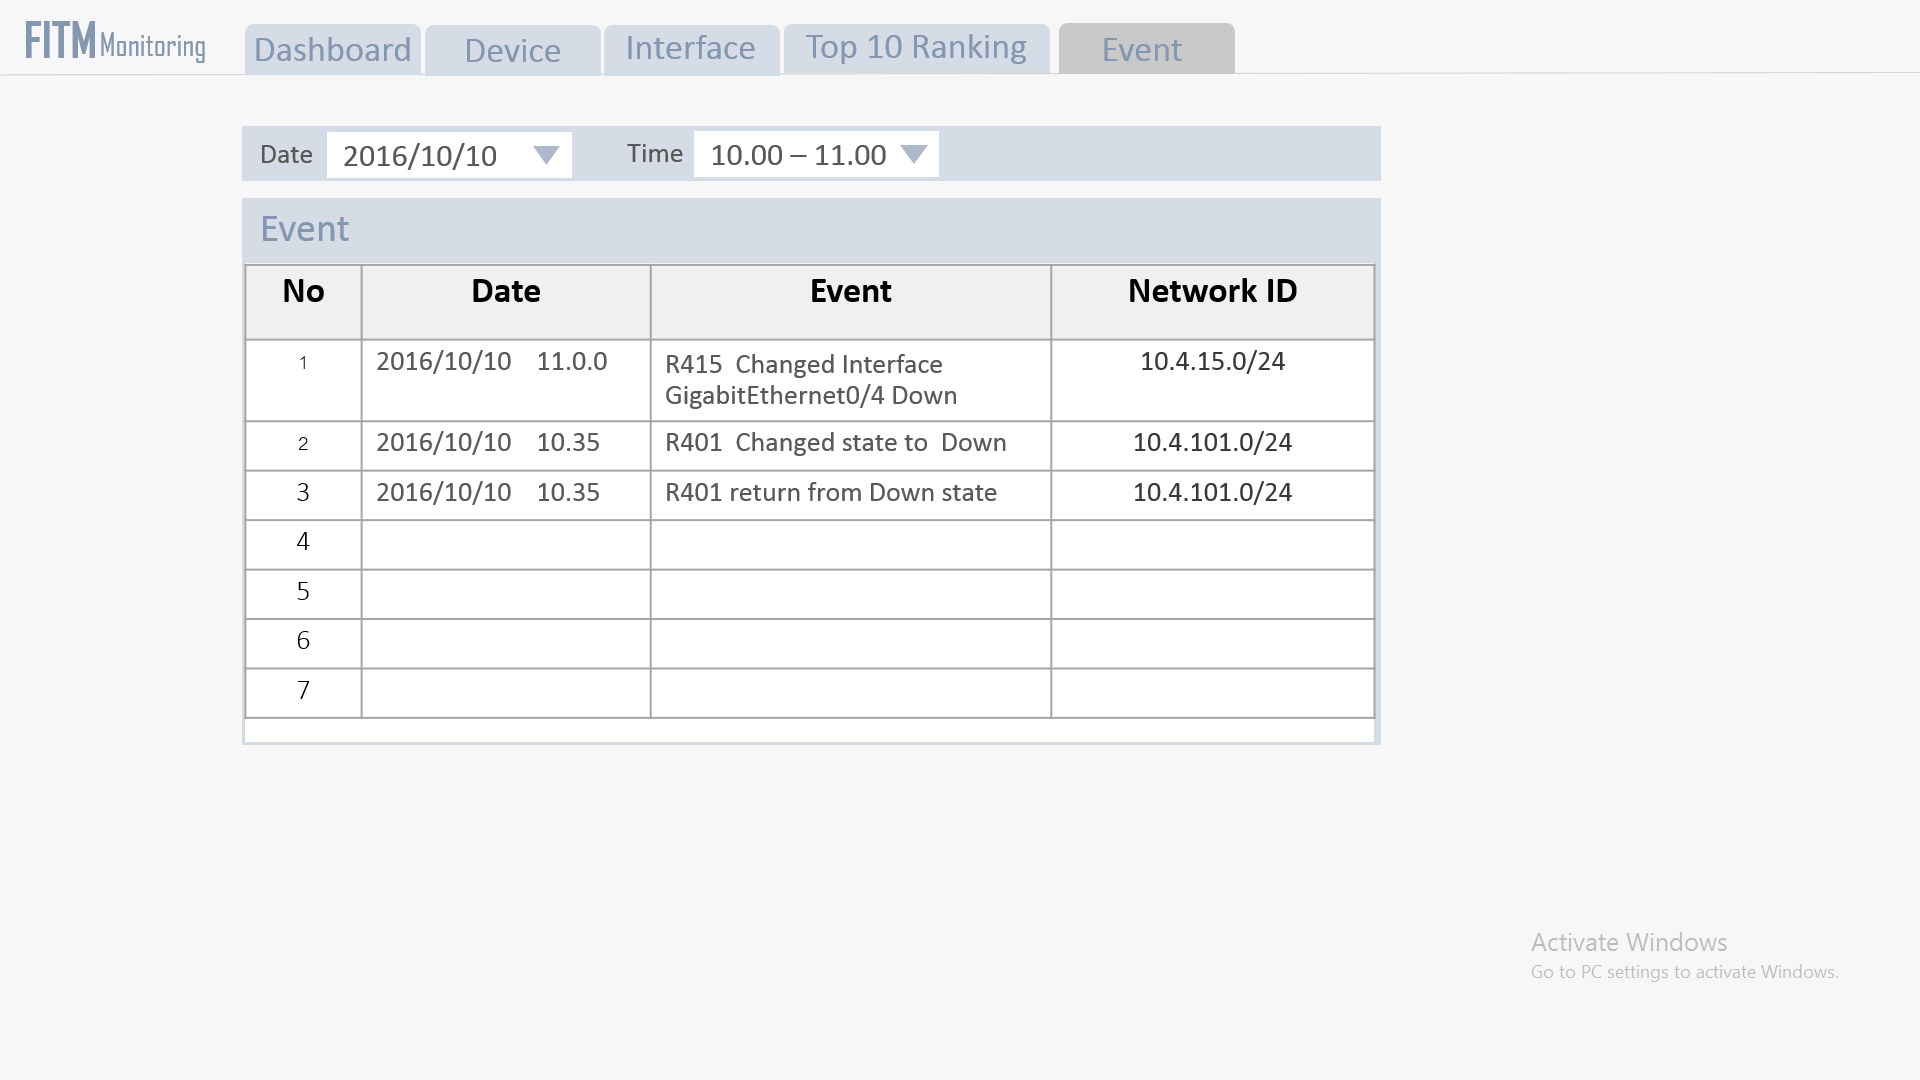 FITM Monitoring
Dashboard Device Interface Top 10 Ranking Event
Date 2016/10/10 Time 10.00 – 11.00
Event
No Date Event Network ID
1 2016/10/10 11.0.0 R415 Changed Interface 10.4.15.0/24
GigabitEthernet0/4 Down
2 2016/10/10 10.35 R401 Changed state to Down 10.4.101.0/24
3 2016/10/10 10.35 R401 return from Down state 10.4.101.0/24
4
5
6
7
Activate Windows
Go to PC settings to activate Windows.